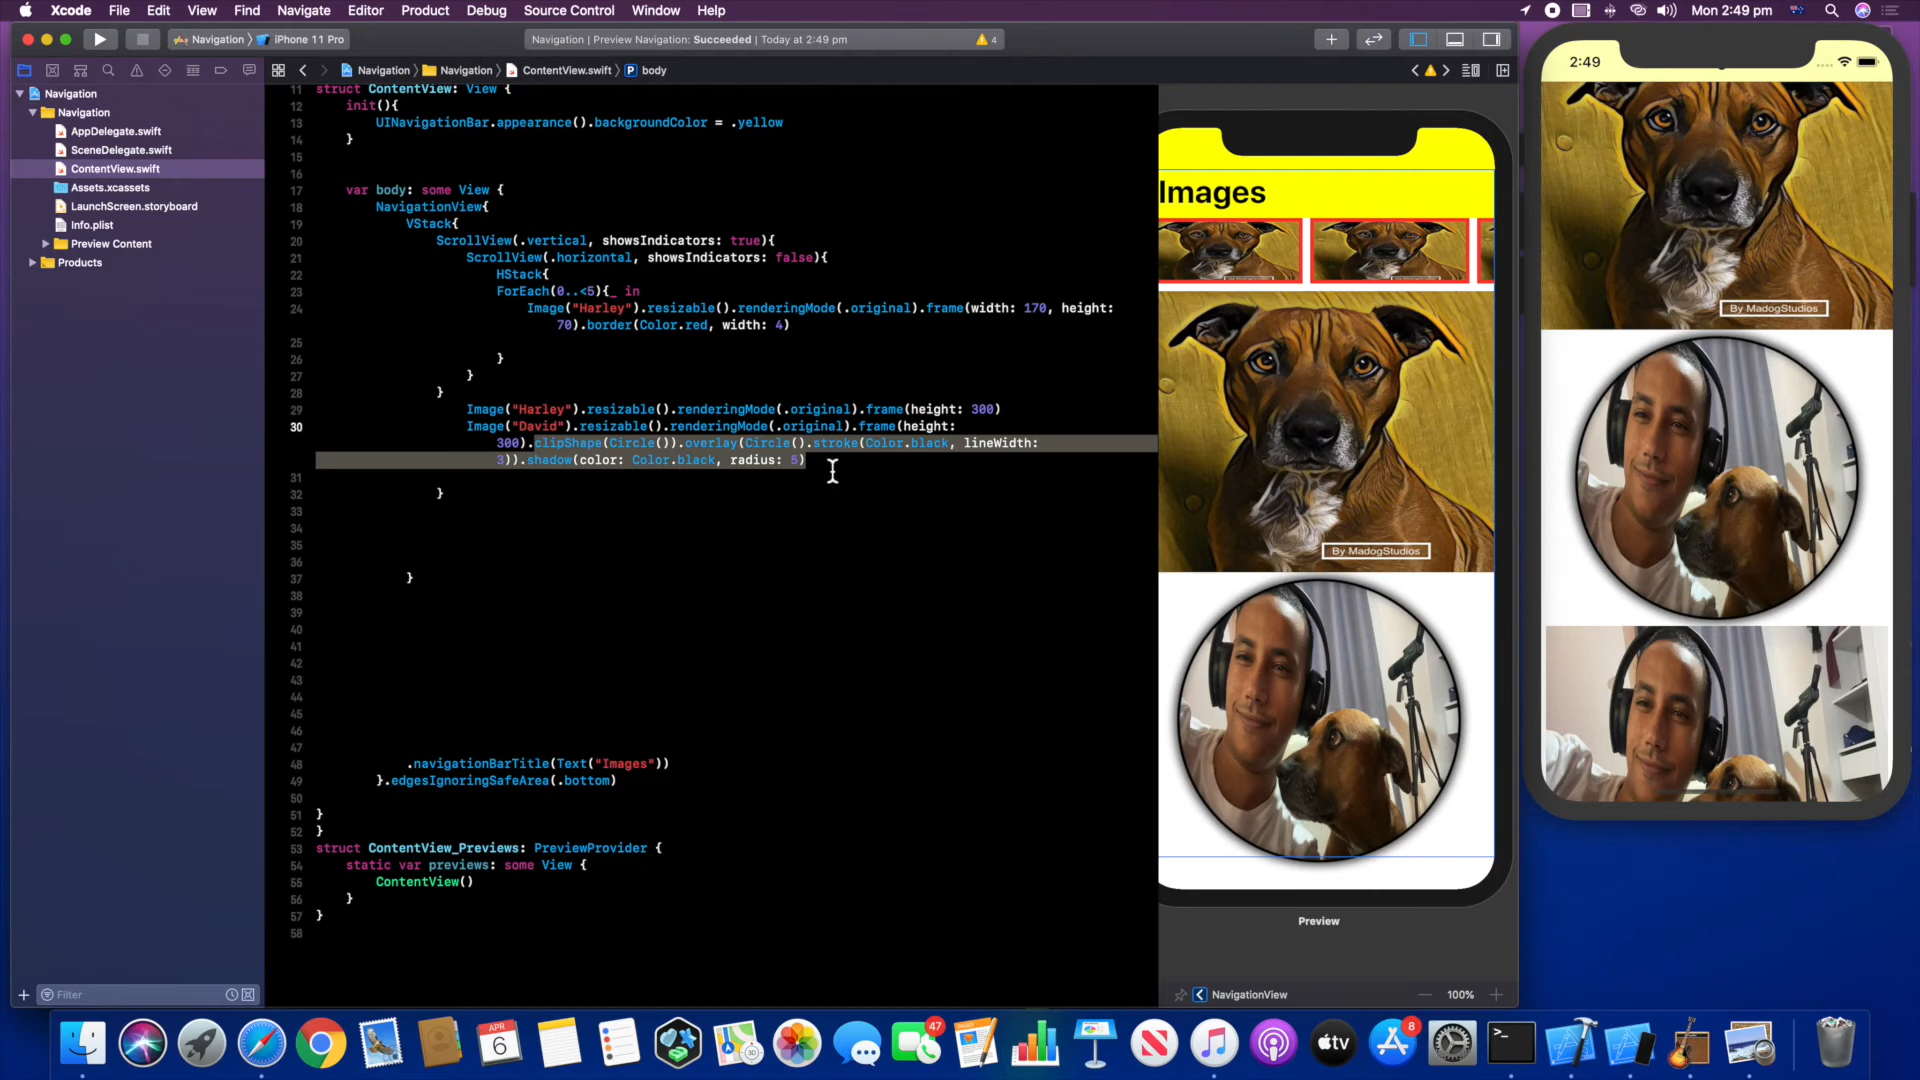 Xcode File Edit View Find Navigate Editor Product Debug Source Control Window Help Mon 2:49 pm
Navigation iPhone 11 Pro
Navigation | Preview Navigation: Succeeded | Today at 2:49 pm 4
Navigation Navigation ContentView.swift P body
Navigation
Navigation
AppDelegate.swift
SceneDelegate.swift
ContentView.swift
Assets.xcassets
LaunchScreen.storyboard
Info.plist
Preview Content
Products
Filter
11 struct ContentView: View {
12 init(){
13 UINavigationBar.appearance().backgroundColor = .yellow
14 }
15
16
17 var body: some View {
18 NavigationView{
19 VStack{
20 ScrollView(.vertical, showsIndicators: true){
21 ScrollView(.horizontal, showsIndicators: false){
22 HStack{
23 ForEach(0..<5){_ in
24 Image("Harley").resizable().renderingMode(.original).frame(width: 170, height:
70).border(Color.red, width: 4)
25
26 }
27 }
28 }
29 Image("Harley").resizable().renderingMode(.original).frame(height: 300)
30 Image("David").resizable().renderingMode(.original).frame(height:
300).clipShape(Circle()).overlay(Circle().stroke(Color.black, lineWidth:
3)).shadow(color: Color.black, radius: 5)
31
32 }
33
34
35
36
37 }
38
39
40
41
42
43
44
45
46
47
48 .navigationBarTitle(Text("Images"))
49 }.edgesIgnoringSafeArea(.bottom)
50
51 }
52 }
53 struct ContentView_Previews: PreviewProvider {
54 static var previews: some View {
55 ContentView()
56 }
57 }
58
Images
By MadogStudios
Preview
NavigationView
100%
2:49
By MadogStudios
APR
6
3D
47
tv
8
>_